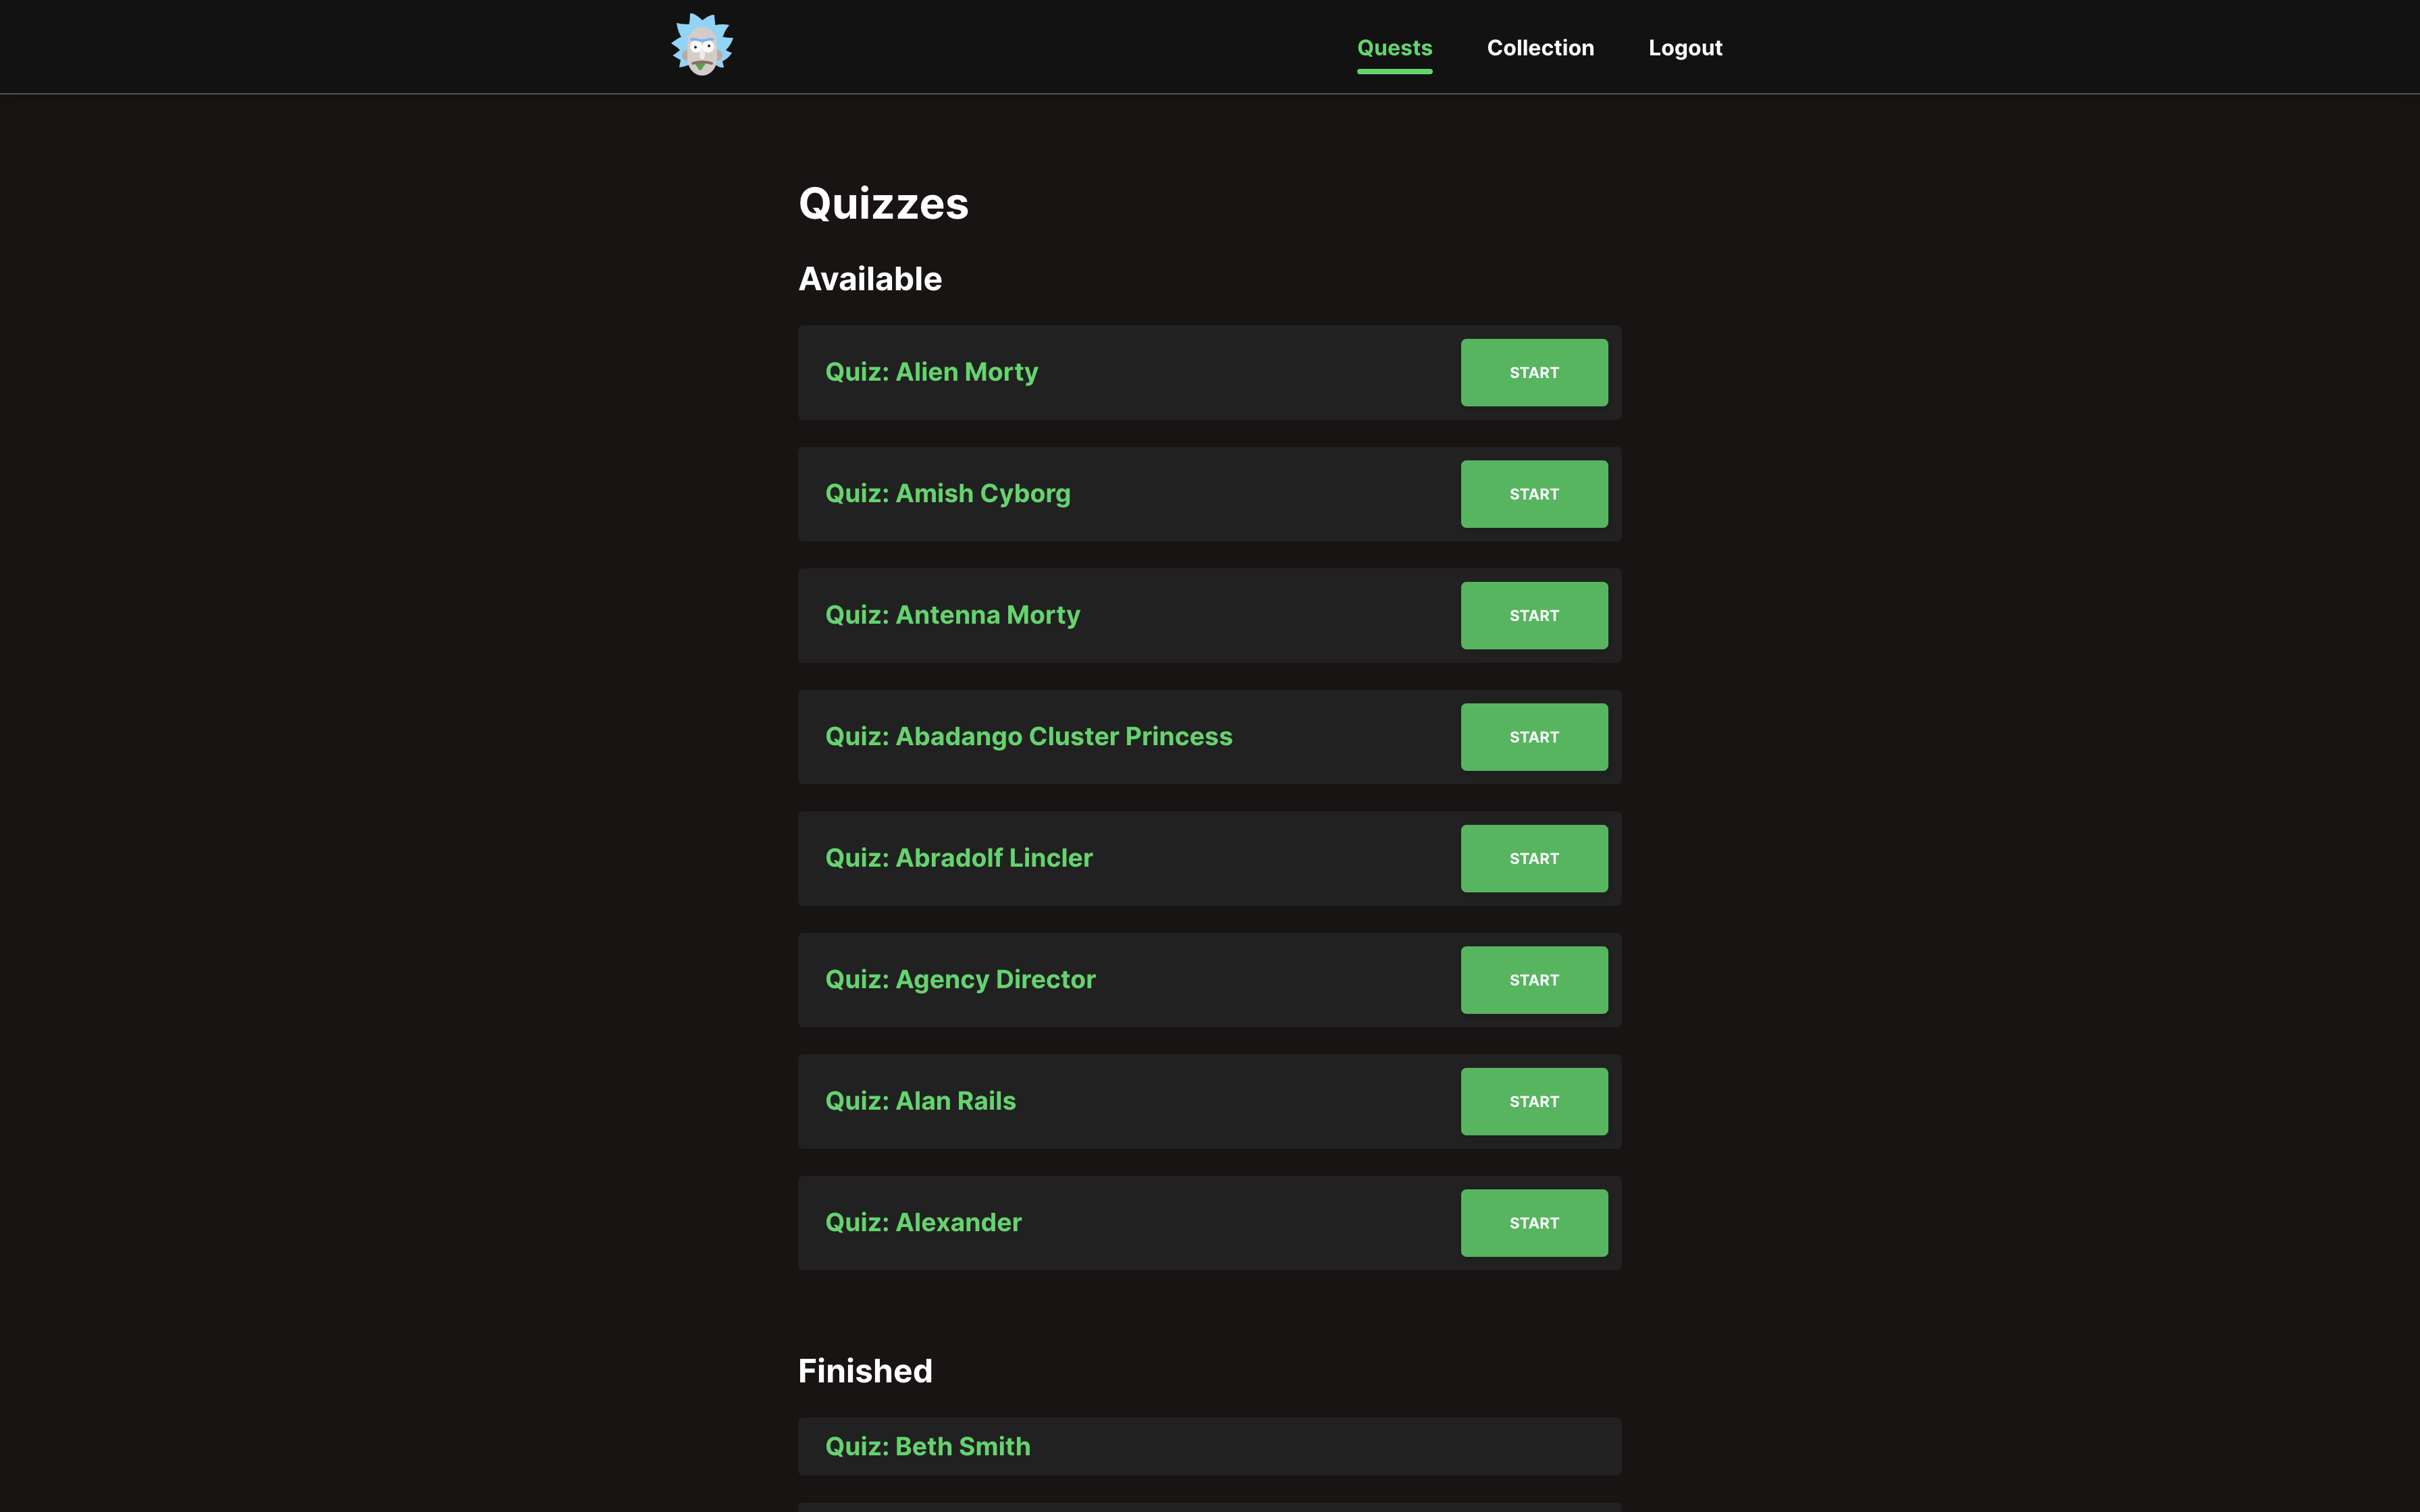 Quests Collection Logout
Quizzes
Available
Quiz: Alien Morty START
Quiz: Amish Cyborg START
Quiz: Antenna Morty START
Quiz: Abadango Cluster Princess START
Quiz: Abradolf Lincler START
Quiz: Agency Director START
Quiz: Alan Rails START
Quiz: Alexander START
Finished
Quiz: Beth Smith